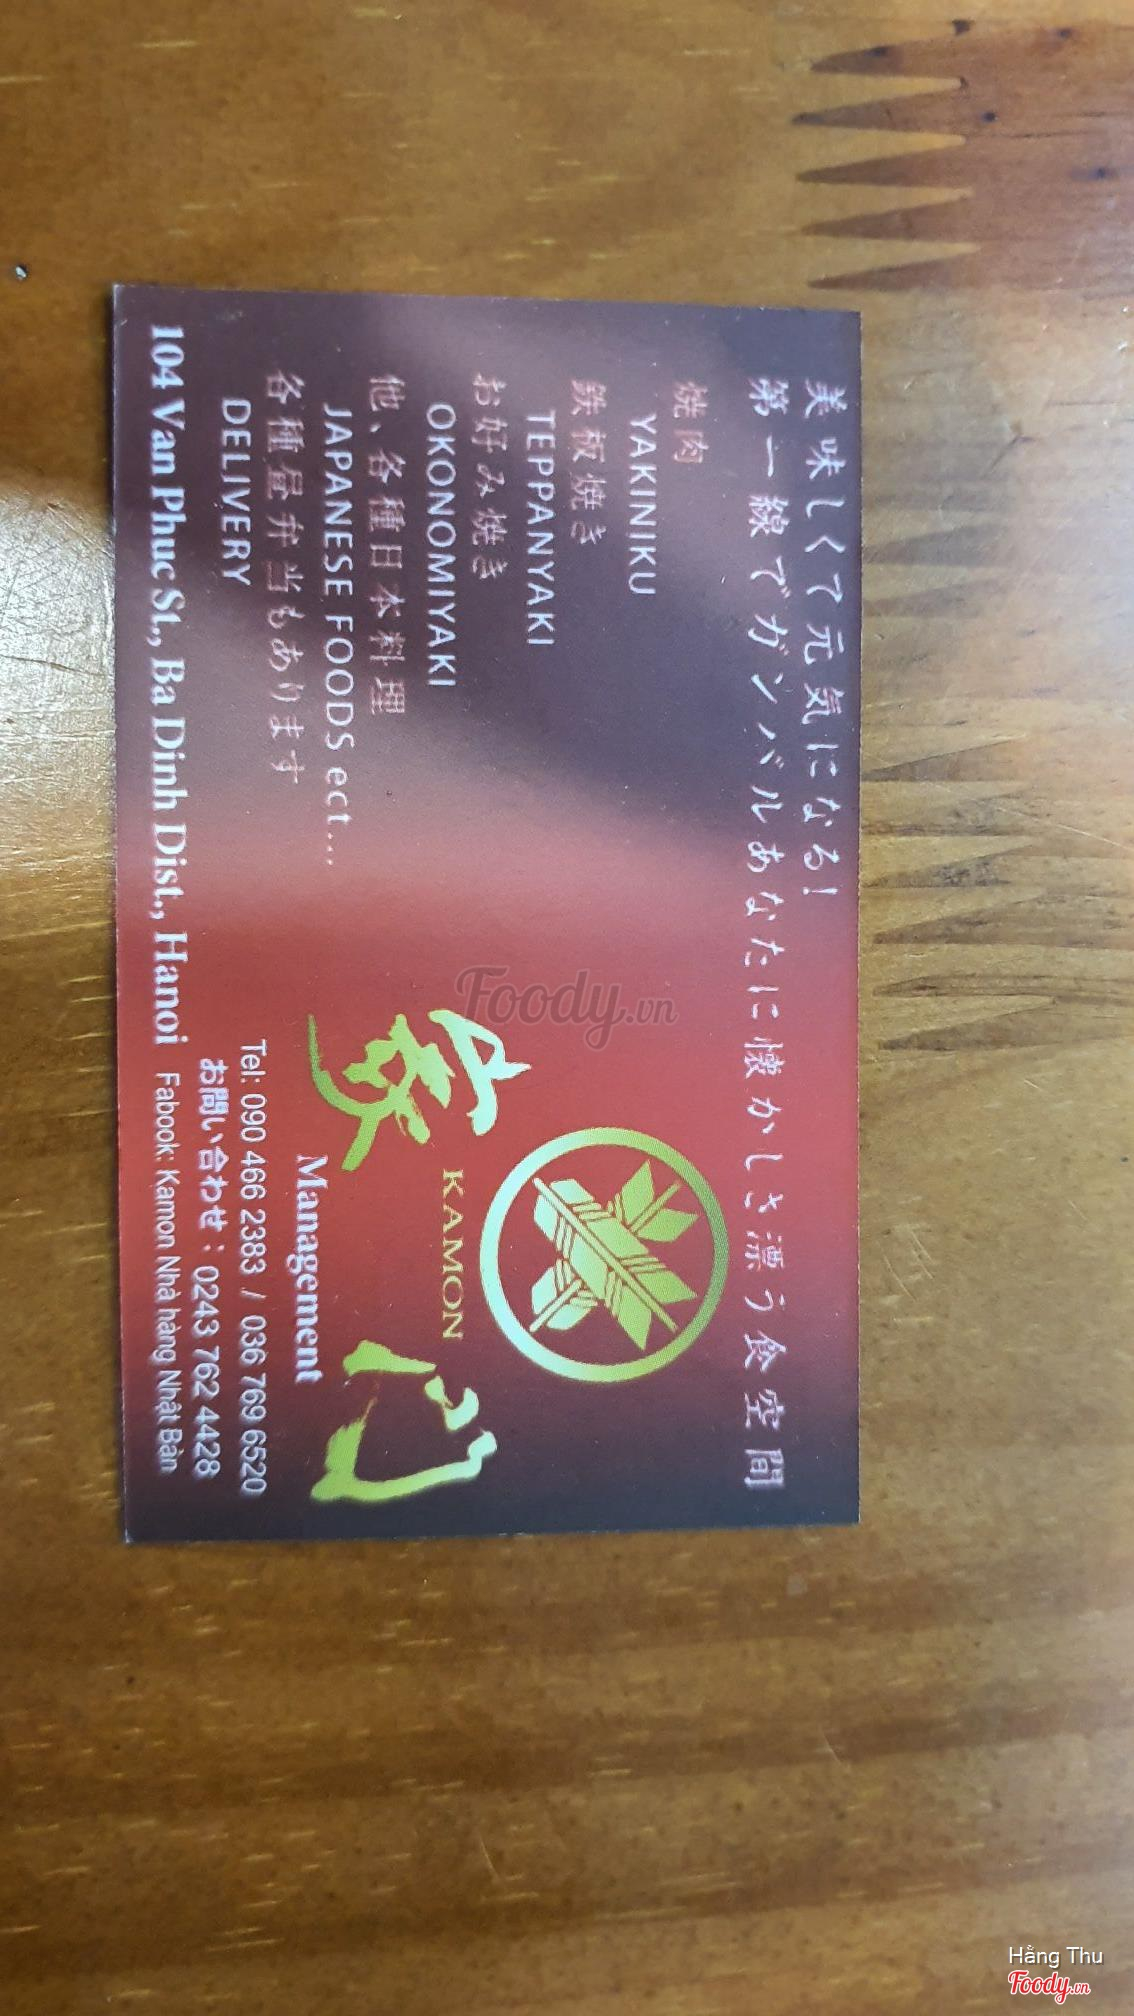 美味しくて元気になる!
第一線でガンバルあなたに懐かしさ漂う食空間
焼肉
YAKINIKU
鉄板焼き
TEPPANYAKI
お好み焼き
OKONOMIYAKI
他、各種日本料理
JAPANESE FOODS ect...
各種昼弁当もあります
DELIVERY
家門
KAMON
Management
Tel: 090 466 2383 / 036 769 6520
お問い合わせ：0243 762 4428
104 Van Phuc St., Ba Dinh Dist., Hanoi
Fabook: Kamon Nhà hàng Nhật Bản
Foody.vn
Hằng Thu
Foody.vn